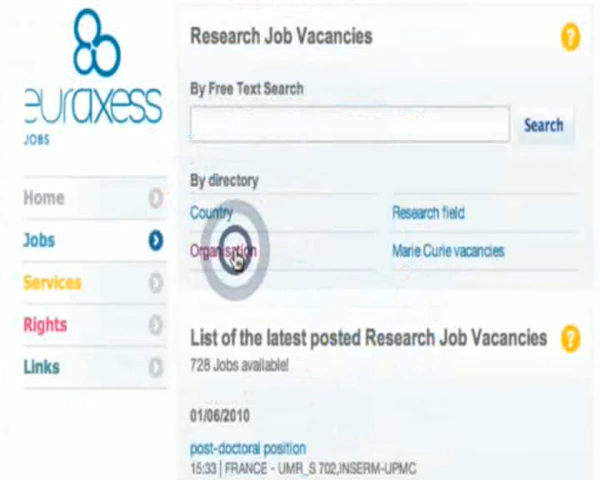 euraxess
JOBS
Home
Jobs
Services
Rights
Links
Research Job Vacancies
?
By Free Text Search
Search
By directory
Country
Research field
Organisation
Marie Curie vacancies
List of the latest posted Research Job Vacancies
?
728 Jobs available!
01/06/2010
post-doctoral position
15:33 | FRANCE - UMR_S 702,INSERM-UPMC